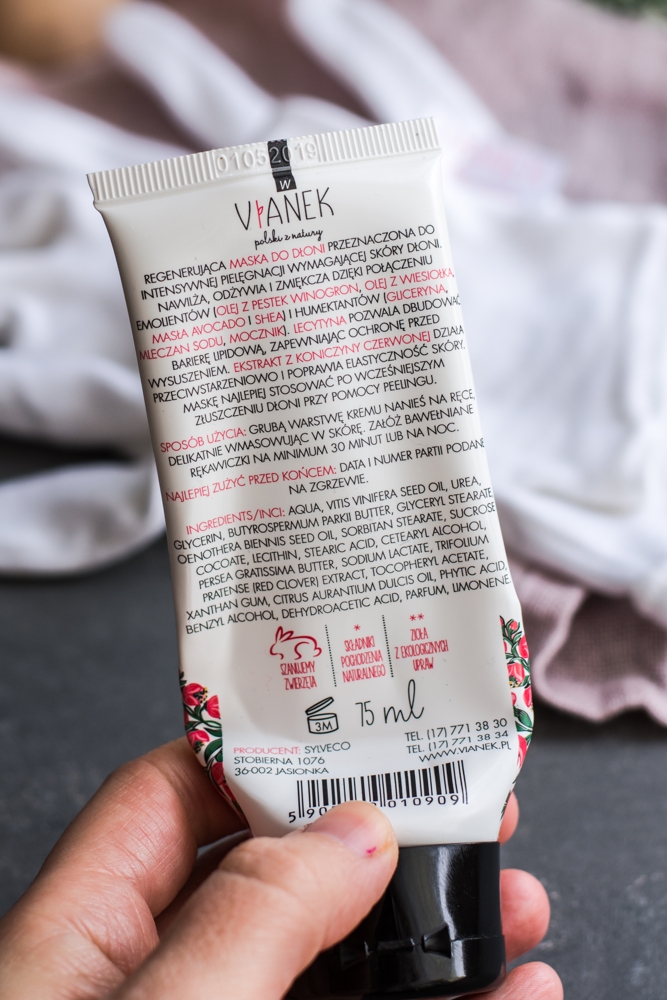 01052019
W
VIANEK
polski z natury
REGENERUJĄCA MASKA DO DŁONI PRZEZNACZONA DO
INTENSYWNEJ PIELĘGNACJI WYMAGAJĄCEJ SKÓRY DŁONI.
NAWILŻA, ODŻYWIA I ZMIĘKCZA DZIĘKI POŁĄCZENIU
EMOLIENTÓW (OLEJ Z PESTEK WINOGRON, OLEJ Z WIESIOŁKA,
MASŁA AVOCADO I SHEA) I HUMEKTANTÓW (GLICERYNA,
MLECZAN SODU, MOCZNIK). LECYTYNA POZWALA ODBUDOWAĆ
BARIERĘ LIPIDOWĄ, ZAPEWNIAJĄC OCHRONĘ PRZED
WYSUSZENIEM. EKSTRAKT Z KONICZYNY CZERWONEJ DZIAŁA
PRZECIWSTARZENIOWO I POPRAWIA ELASTYCZNOŚĆ SKÓRY.
MASKĘ NAJLEPIEJ STOSOWAĆ PO WCZEŚNIEJSZYM
ZŁUSZCZENIU DŁONI PRZY POMOCY PEELINGU.
SPOSÓB UŻYCIA: GRUBĄ WARSTWĘ KREMU NANIEŚ NA RĘCE,
DELIKATNIE WMASOWUJĄC W SKÓRĘ. ZAŁÓŻ BAWEŁNIANE
RĘKAWICZKI NA MINIMUM 30 MINUT LUB NA NOC.
NAJLEPIEJ ZUŻYĆ PRZED KOŃCEM: DATA I NUMER PARTII PODANE
NA ZGRZEWIE.
INGREDIENTS/INCI: AQUA, VITIS VINIFERA SEED OIL, UREA,
GLYCERIN, BUTYROSPERMUM PARKII BUTTER, GLYCERYL STEARATE,
OENOTHERA BIENNIS SEED OIL, SORBITAN STEARATE, SUCROSE
COCOATE, LECITHIN, STEARIC ACID, CETEARYL ALCOHOL,
PERSEA GRATISSIMA BUTTER, SODIUM LACTATE, TRIFOLIUM
PRATENSE (RED CLOVER) EXTRACT, TOCOPHERYL ACETATE,
XANTHAN GUM, CITRUS AURANTIUM DULCIS OIL, PHYTIC ACID,
BENZYL ALCOHOL, DEHYDROACETIC ACID, PARFUM, LIMONENE.
SZANUJEMY
ZWIERZĘTA
*
SKŁADNIKI
POCHODZENIA
NATURALNEGO
**
ZIOŁA
Z EKOLOGICZNYCH
UPRAW
3M
75 ml
PRODUCENT: SYLVECO
STOBIERNA 1076
36-002 JASIONKA
TEL. (17) 771 38 30
TEL. (17) 771 38 34
WWW.VIANEK.PL
5 90 010909